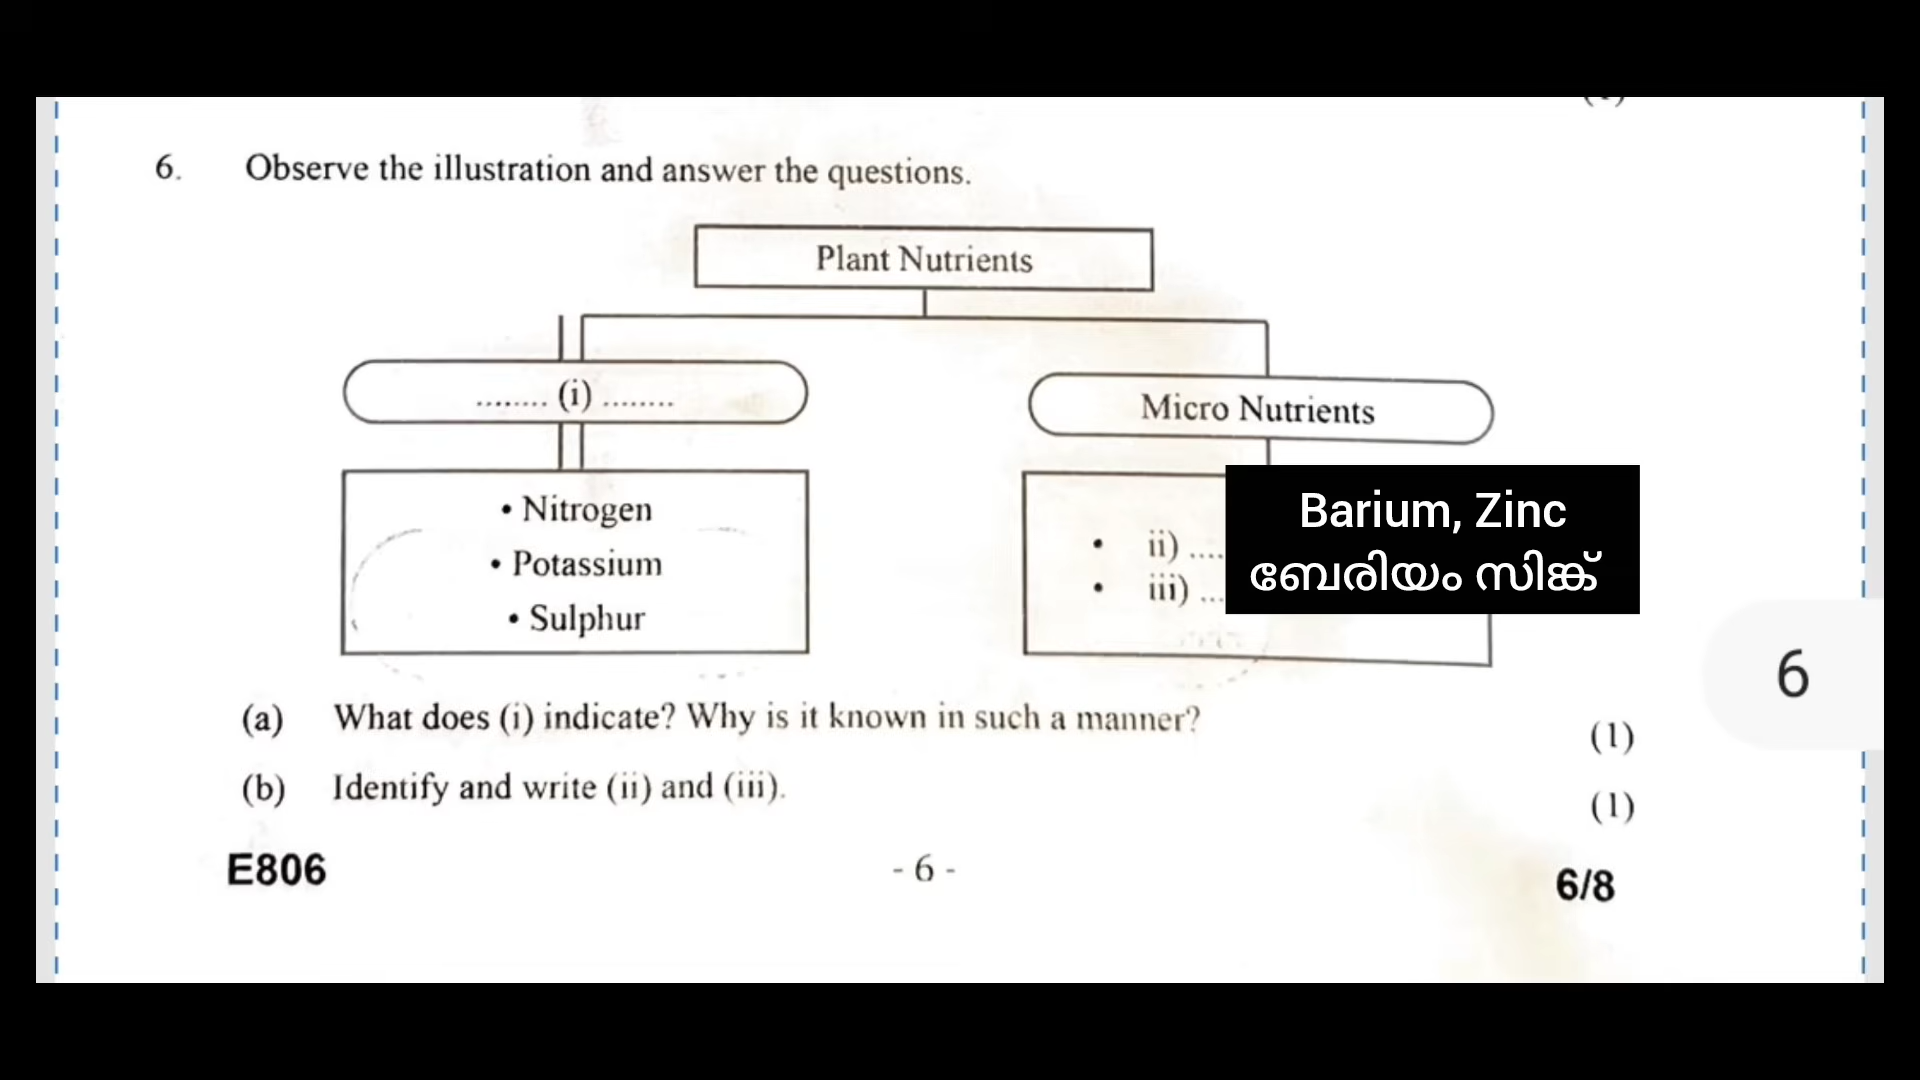 6. Observe the illustration and answer the questions.
Plant Nutrients
........ (i) ........
Micro Nutrients
• Nitrogen
• Potassium
• Sulphur
• ii) ....
• iii) ...
Barium, Zinc
ബേരിയം സിങ്ക്
6
(a) What does (i) indicate? Why is it known in such a manner? (1)
(b) Identify and write (ii) and (iii). (1)
E806 - 6 - 6/8